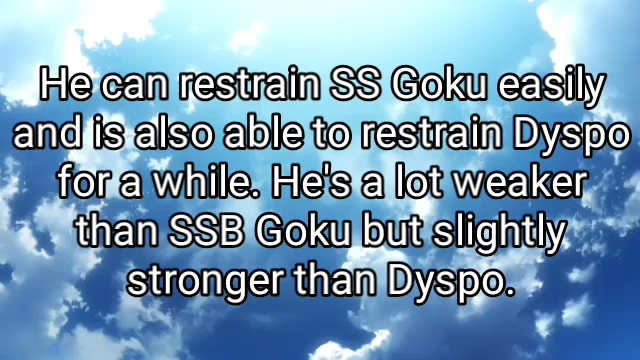 He can restrain SS Goku easily
and is also able to restrain Dyspo
for a while. He's a lot weaker
than SSB Goku but slightly
stronger than Dyspo.